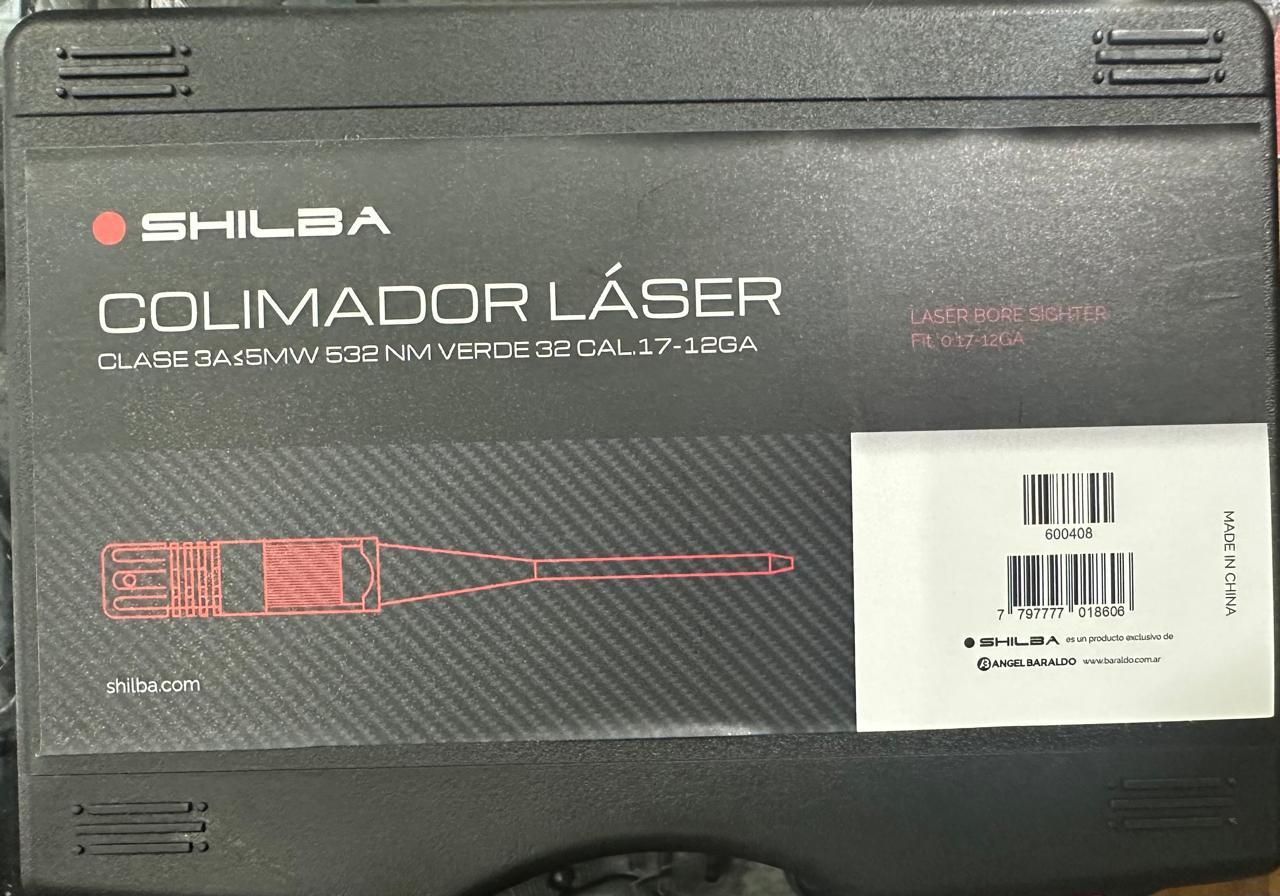 SHILBA
COLIMADOR LÁSER
CLASE 3A≤5MW 532 NM VERDE 32 CAL.17-12GA
LASER BORE SIGHTER
Fit. 0.17-12GA
shilba.com
600408
7 797777 018606
MADE IN CHINA
SHILBA es un producto exclusivo de
ANGEL BARALDO www.baraldo.com.ar